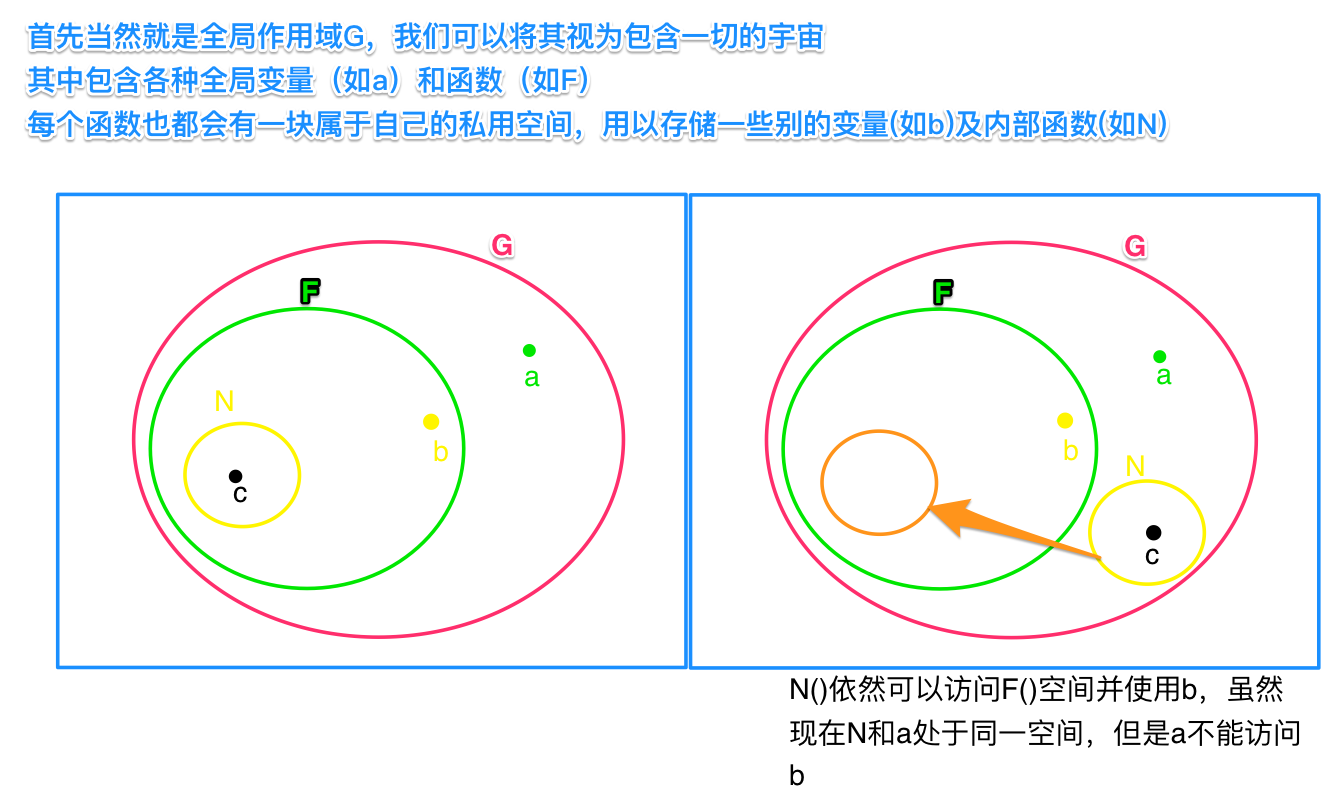 首先当然就是全局作用域G，我们可以将其视为包含一切的宇宙
其中包含各种全局变量（如a）和函数（如F）
每个函数也都会有一块属于自己的私用空间，用以存储一些别的变量(如b)及内部函数(如N)
G
F
a
N
b
c
G
F
a
b
N
c
N()依然可以访问F()空间并使用b，虽然
现在N和a处于同一空间，但是a不能访问
b